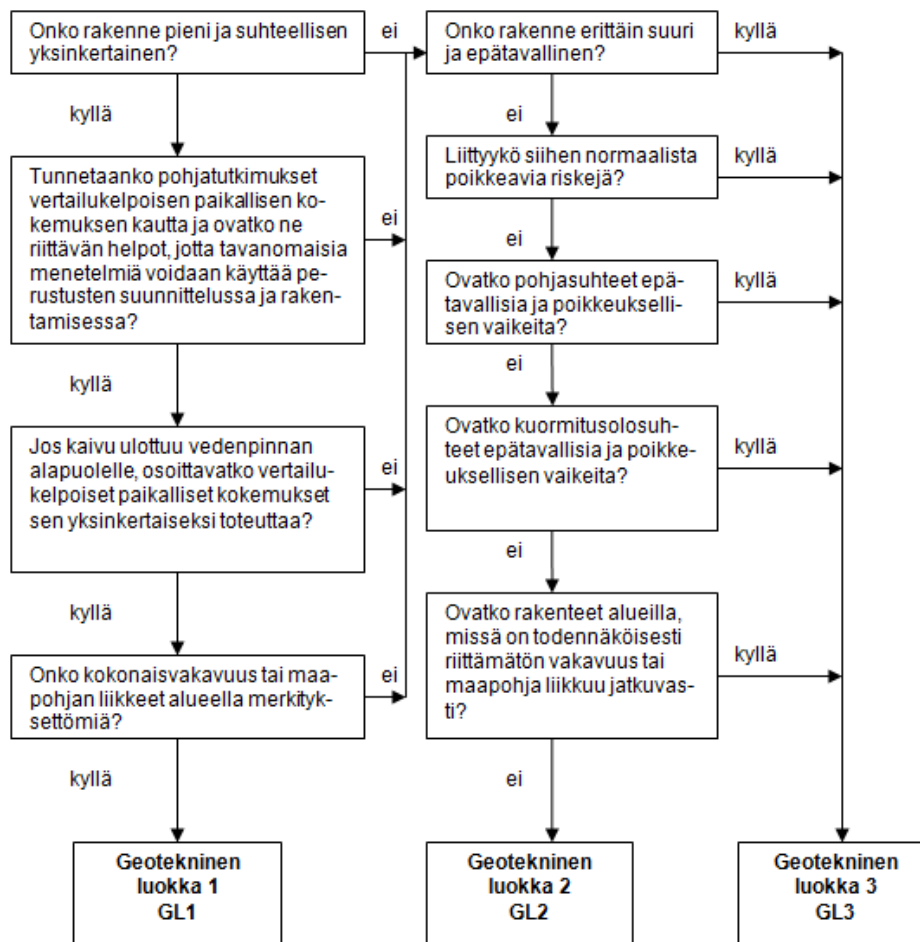 Onko rakenne pieni ja suhteellisen
yksinkertainen?
ei
Onko rakenne erittäin suuri
ja epätavallinen?
kyllä
kyllä
ei
Tunnetaanko pohjatutkimukset
vertailukelpoisen paikallisen ko-
kemuksen kautta ja ovatko ne
riittävän helpot, jotta tavanomaisia
menetelmiä voidaan käyttää pe-
rustusten suunnittelussa ja raken-
tamisessa?
ei
Liittyykö siihen normaalista
poikkeavia riskejä?
kyllä
ei
Ovatko pohjasuhteet epä-
tavallisia ja poikkeukselli-
sen vaikeita?
kyllä
kyllä
ei
Jos kaivu ulottuu vedenpinnan
alapuolelle, osoittavatko vertailu-
kelpoiset paikalliset kokemukset
sen yksinkertaiseksi toteuttaa?
ei
Ovatko kuormitusolosuh-
teet epätavallisia ja poikke-
uksellisen vaikeita?
kyllä
kyllä
ei
Onko kokonaisvakavuus tai maa-
pohjan liikkeet alueella merkityk-
settömiä?
ei
Ovatko rakenteet alueilla,
missä on todennäköisesti
riittämätön vakavuus tai
maapohja liikkuu jatkuvas-
ti?
kyllä
kyllä
ei
Geotekninen
luokka 1
GL1
Geotekninen
luokka 2
GL2
Geotekninen
luokka 3
GL3